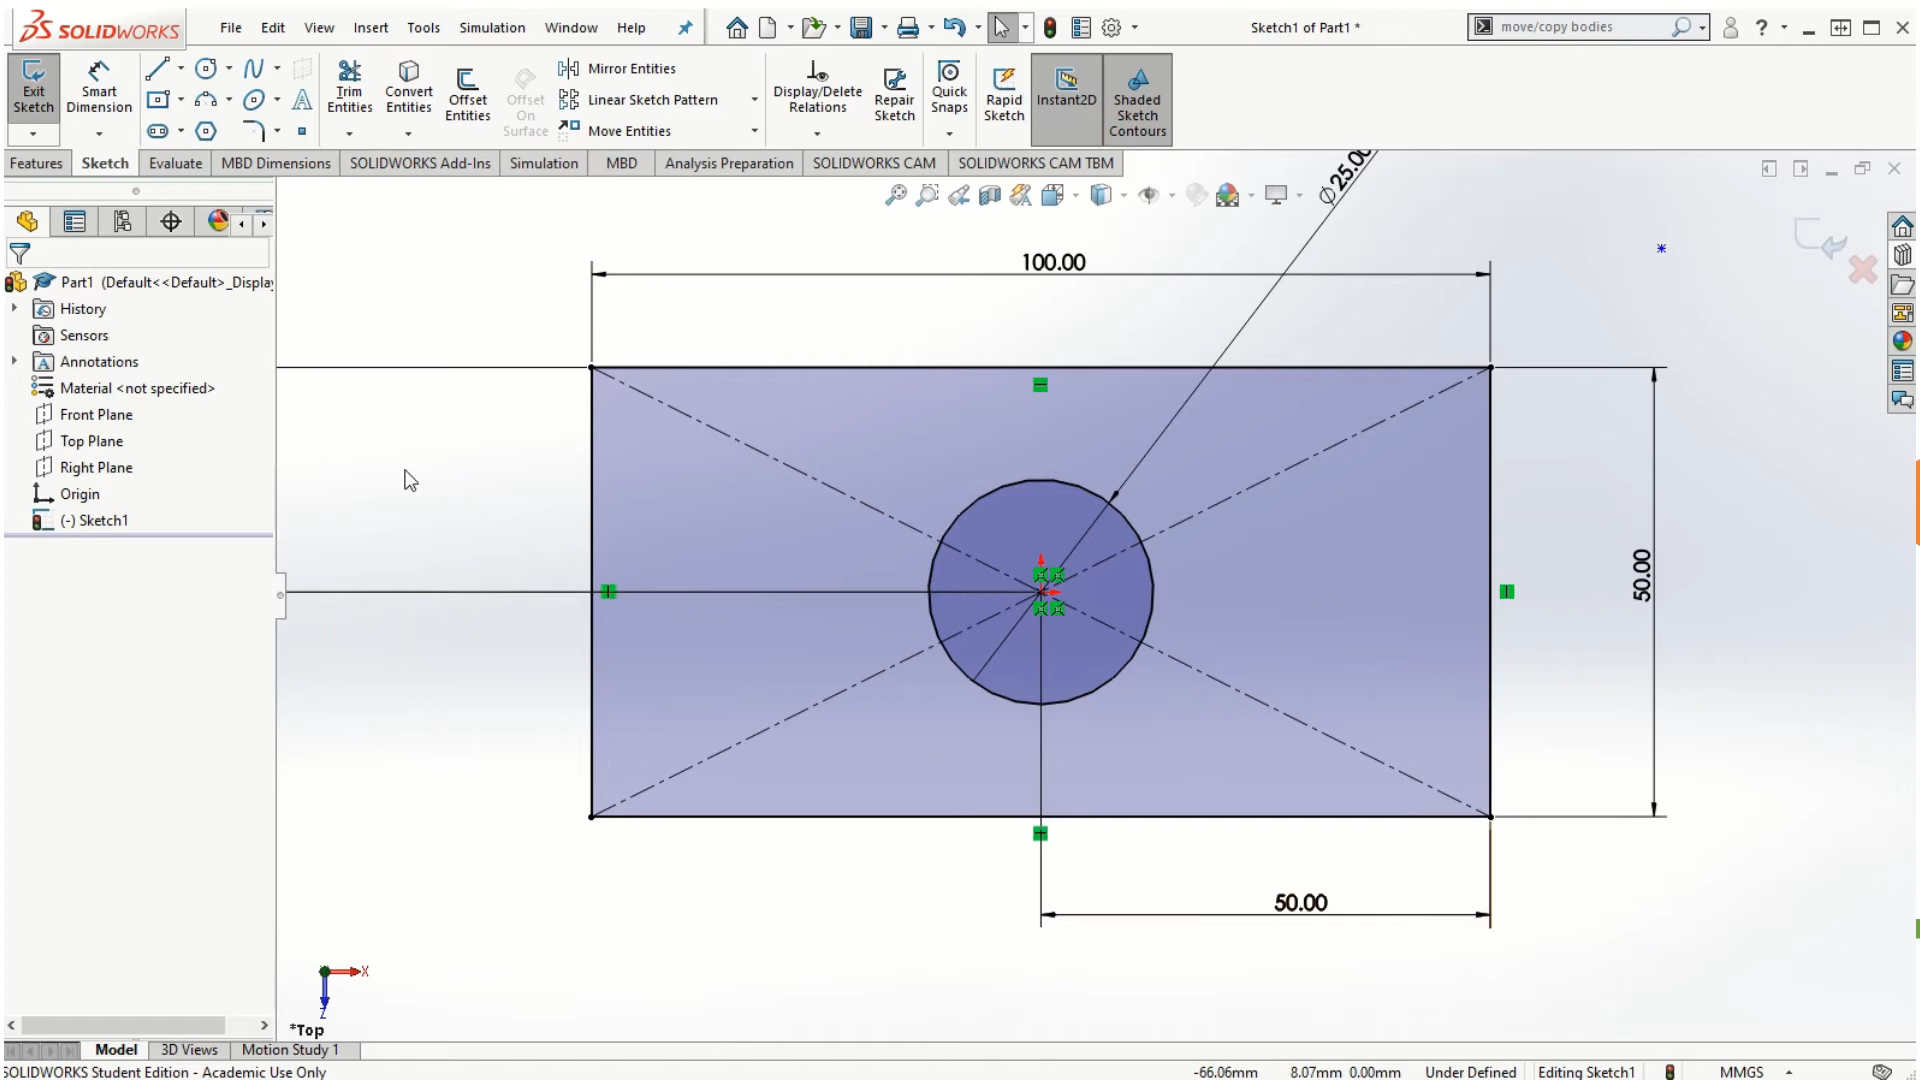 SOLIDWORKS File Edit View Insert Tools Simulation Window Help Sketch1 of Part1 * move/copy bodies ?
Exit Sketch
Smart Dimension
Trim Entities
Convert Entities
Offset Entities
Offset On Surface
Mirror Entities
Linear Sketch Pattern
Move Entities
Display/Delete Relations
Repair Sketch
Quick Snaps
Rapid Sketch
Instant2D
Shaded Sketch Contours
Features Sketch Evaluate MBD Dimensions SOLIDWORKS Add-Ins Simulation MBD Analysis Preparation SOLIDWORKS CAM SOLIDWORKS CAM TBM
Part1 (Default<<Default>_Display
History
Sensors
Annotations
Material <not specified>
Front Plane
Top Plane
Right Plane
Origin
(-) Sketch1
∅25.00
100.00
50.00
50.00
X
Z
*Top
Model 3D Views Motion Study 1
SOLIDWORKS Student Edition - Academic Use Only -66.06mm 8.07mm 0.00mm Under Defined Editing Sketch1 MMGS